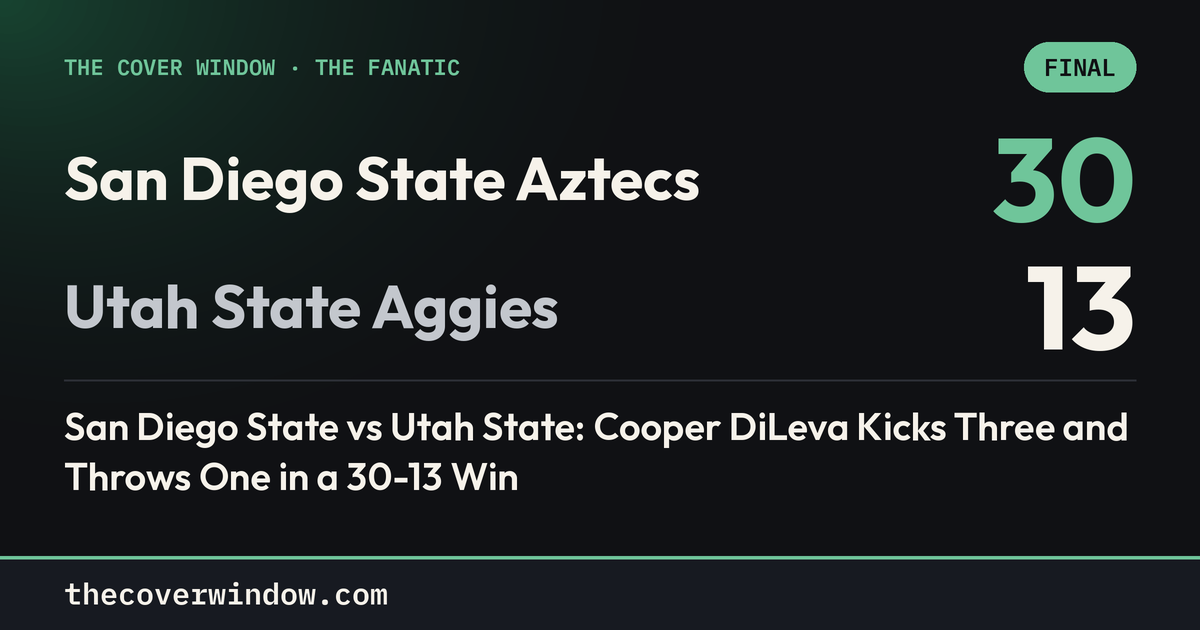 THE COVER WINDOW · THE FANATIC
FINAL
San Diego State Aztecs 30
Utah State Aggies 13
San Diego State vs Utah State: Cooper DiLeva Kicks Three and
Throws One in a 30-13 Win
thecoverwindow.com